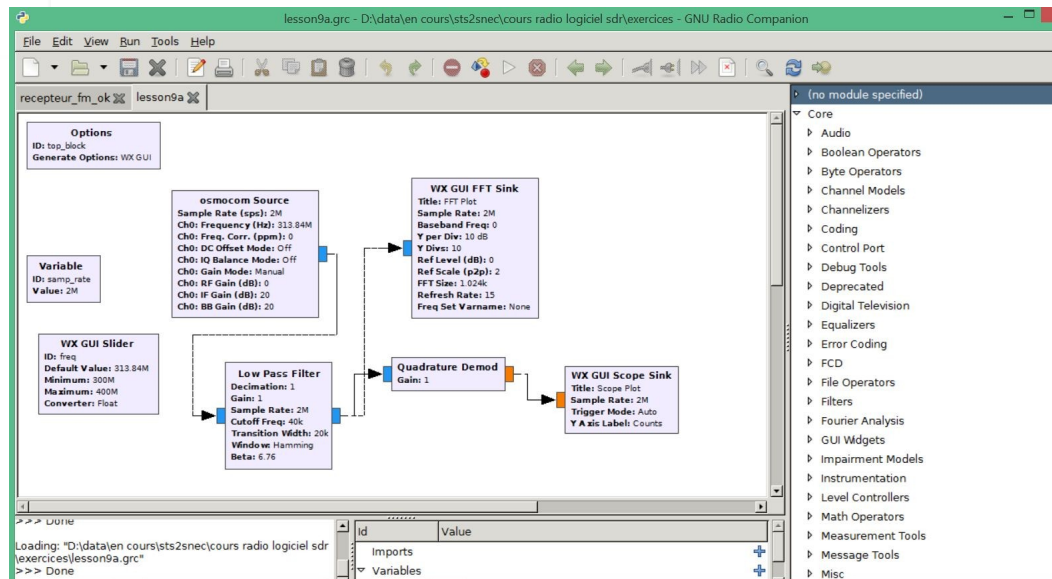 lesson9a.grc - D:\data\en cours\sts2snec\cours radio logiciel sdr\exercices - GNU Radio Companion
File Edit View Run Tools Help
recepteur_fm_ok lesson9a
Options
ID: top_block
Generate Options: WX GUI
osmocom Source
Sample Rate (sps): 2M
Ch0: Frequency (Hz): 313.84M
Ch0: Freq. Corr. (ppm): 0
Ch0: DC Offset Mode: Off
Ch0: IQ Balance Mode: Off
Ch0: Gain Mode: Manual
Ch0: RF Gain (dB): 0
Ch0: IF Gain (dB): 20
Ch0: BB Gain (dB): 20
WX GUI FFT Sink
Title: FFT Plot
Sample Rate: 2M
Baseband Freq: 0
Y per Div: 10 dB
Y Divs: 10
Ref Level (dB): 0
Ref Scale (p2p): 2
FFT Size: 1.024k
Refresh Rate: 15
Freq Set Varname: None
Variable
ID: samp_rate
Value: 2M
WX GUI Slider
ID: freq
Default Value: 313.84M
Minimum: 300M
Maximum: 400M
Converter: Float
Low Pass Filter
Decimation: 1
Gain: 1
Sample Rate: 2M
Cutoff Freq: 40k
Transition Width: 20k
Window: Hamming
Beta: 6.76
Quadrature Demod
Gain: 1
WX GUI Scope Sink
Title: Scope Plot
Sample Rate: 2M
Trigger Mode: Auto
Y Axis Label: Counts
(no module specified)
Core
Audio
Boolean Operators
Byte Operators
Channel Models
Channelizers
Coding
Control Port
Debug Tools
Deprecated
Digital Television
Equalizers
Error Coding
FCD
File Operators
Filters
Fourier Analysis
GUI Widgets
Impairment Models
Instrumentation
Level Controllers
Math Operators
Measurement Tools
Message Tools
Misc
>>> Done
Loading: "D:\data\en cours\sts2snec\cours radio logiciel sdr
\exercices\lesson9a.grc"
>>> Done
Id Value
Imports
Variables